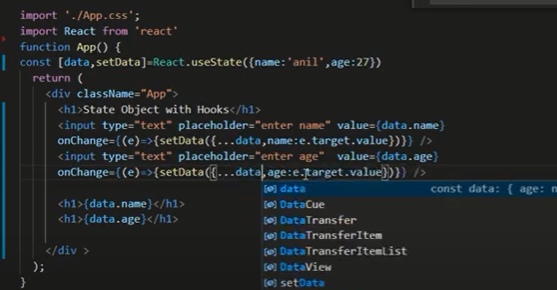 import './App.css';
import React from 'react'
function App() {
const [data,setData]=React.useState({name:'anil',age:27})
return (
<div className="App">
<h1>State Object with Hooks</h1>
<input type="text" placeholder="enter name" value={data.name}
onChange={(e)=>{setData({...data,name:e.target.value})}} />
<input type="text" placeholder="enter age"  value={data.age}
onChange={(e)=>{setData({...data,age:e.target.value})}} />
data const data: { age: n
<h1>{data.name}</h1>
DataCue
<h1>{data.age}</h1>
DataTransfer
DataTransferItem
</div >
DataTransferItemList
);
DataView
}
setData